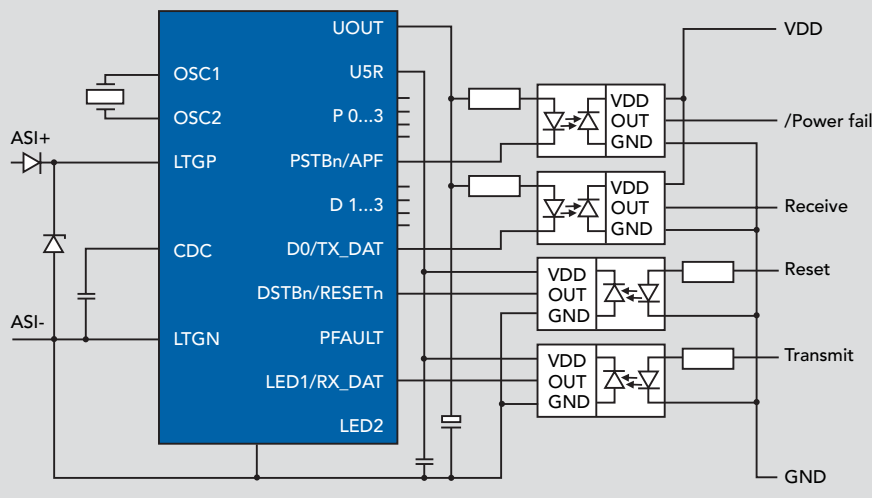 UOUT
VDD
OSC1
U5R
VDD
OUT
GND
OSC2
P 0...3
/Power fail
ASI+
LTGP
PSTBn/APF
VDD
OUT
GND
D 1...3
Receive
CDC
D0/TX_DAT
VDD
OUT
GND
Reset
DSTBn/RESETn
ASI-
LTGN
PFAULT
VDD
OUT
GND
Transmit
LED1/RX_DAT
LED2
GND